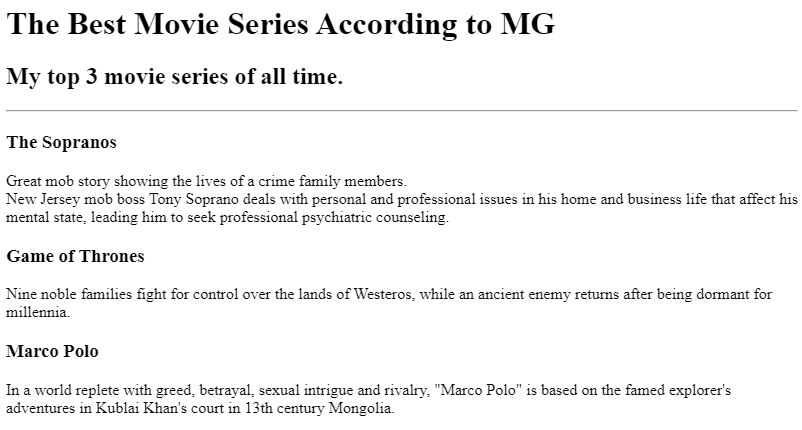 The Best Movie Series According to MG
My top 3 movie series of all time.
The Sopranos
Great mob story showing the lives of a crime family members.
New Jersey mob boss Tony Soprano deals with personal and professional issues in his home and business life that affect his
mental state, leading him to seek professional psychiatric counseling.
Game of Thrones
Nine noble families fight for control over the lands of Westeros, while an ancient enemy returns after being dormant for
millennia.
Marco Polo
In a world replete with greed, betrayal, sexual intrigue and rivalry, "Marco Polo" is based on the famed explorer's
adventures in Kublai Khan's court in 13th century Mongolia.